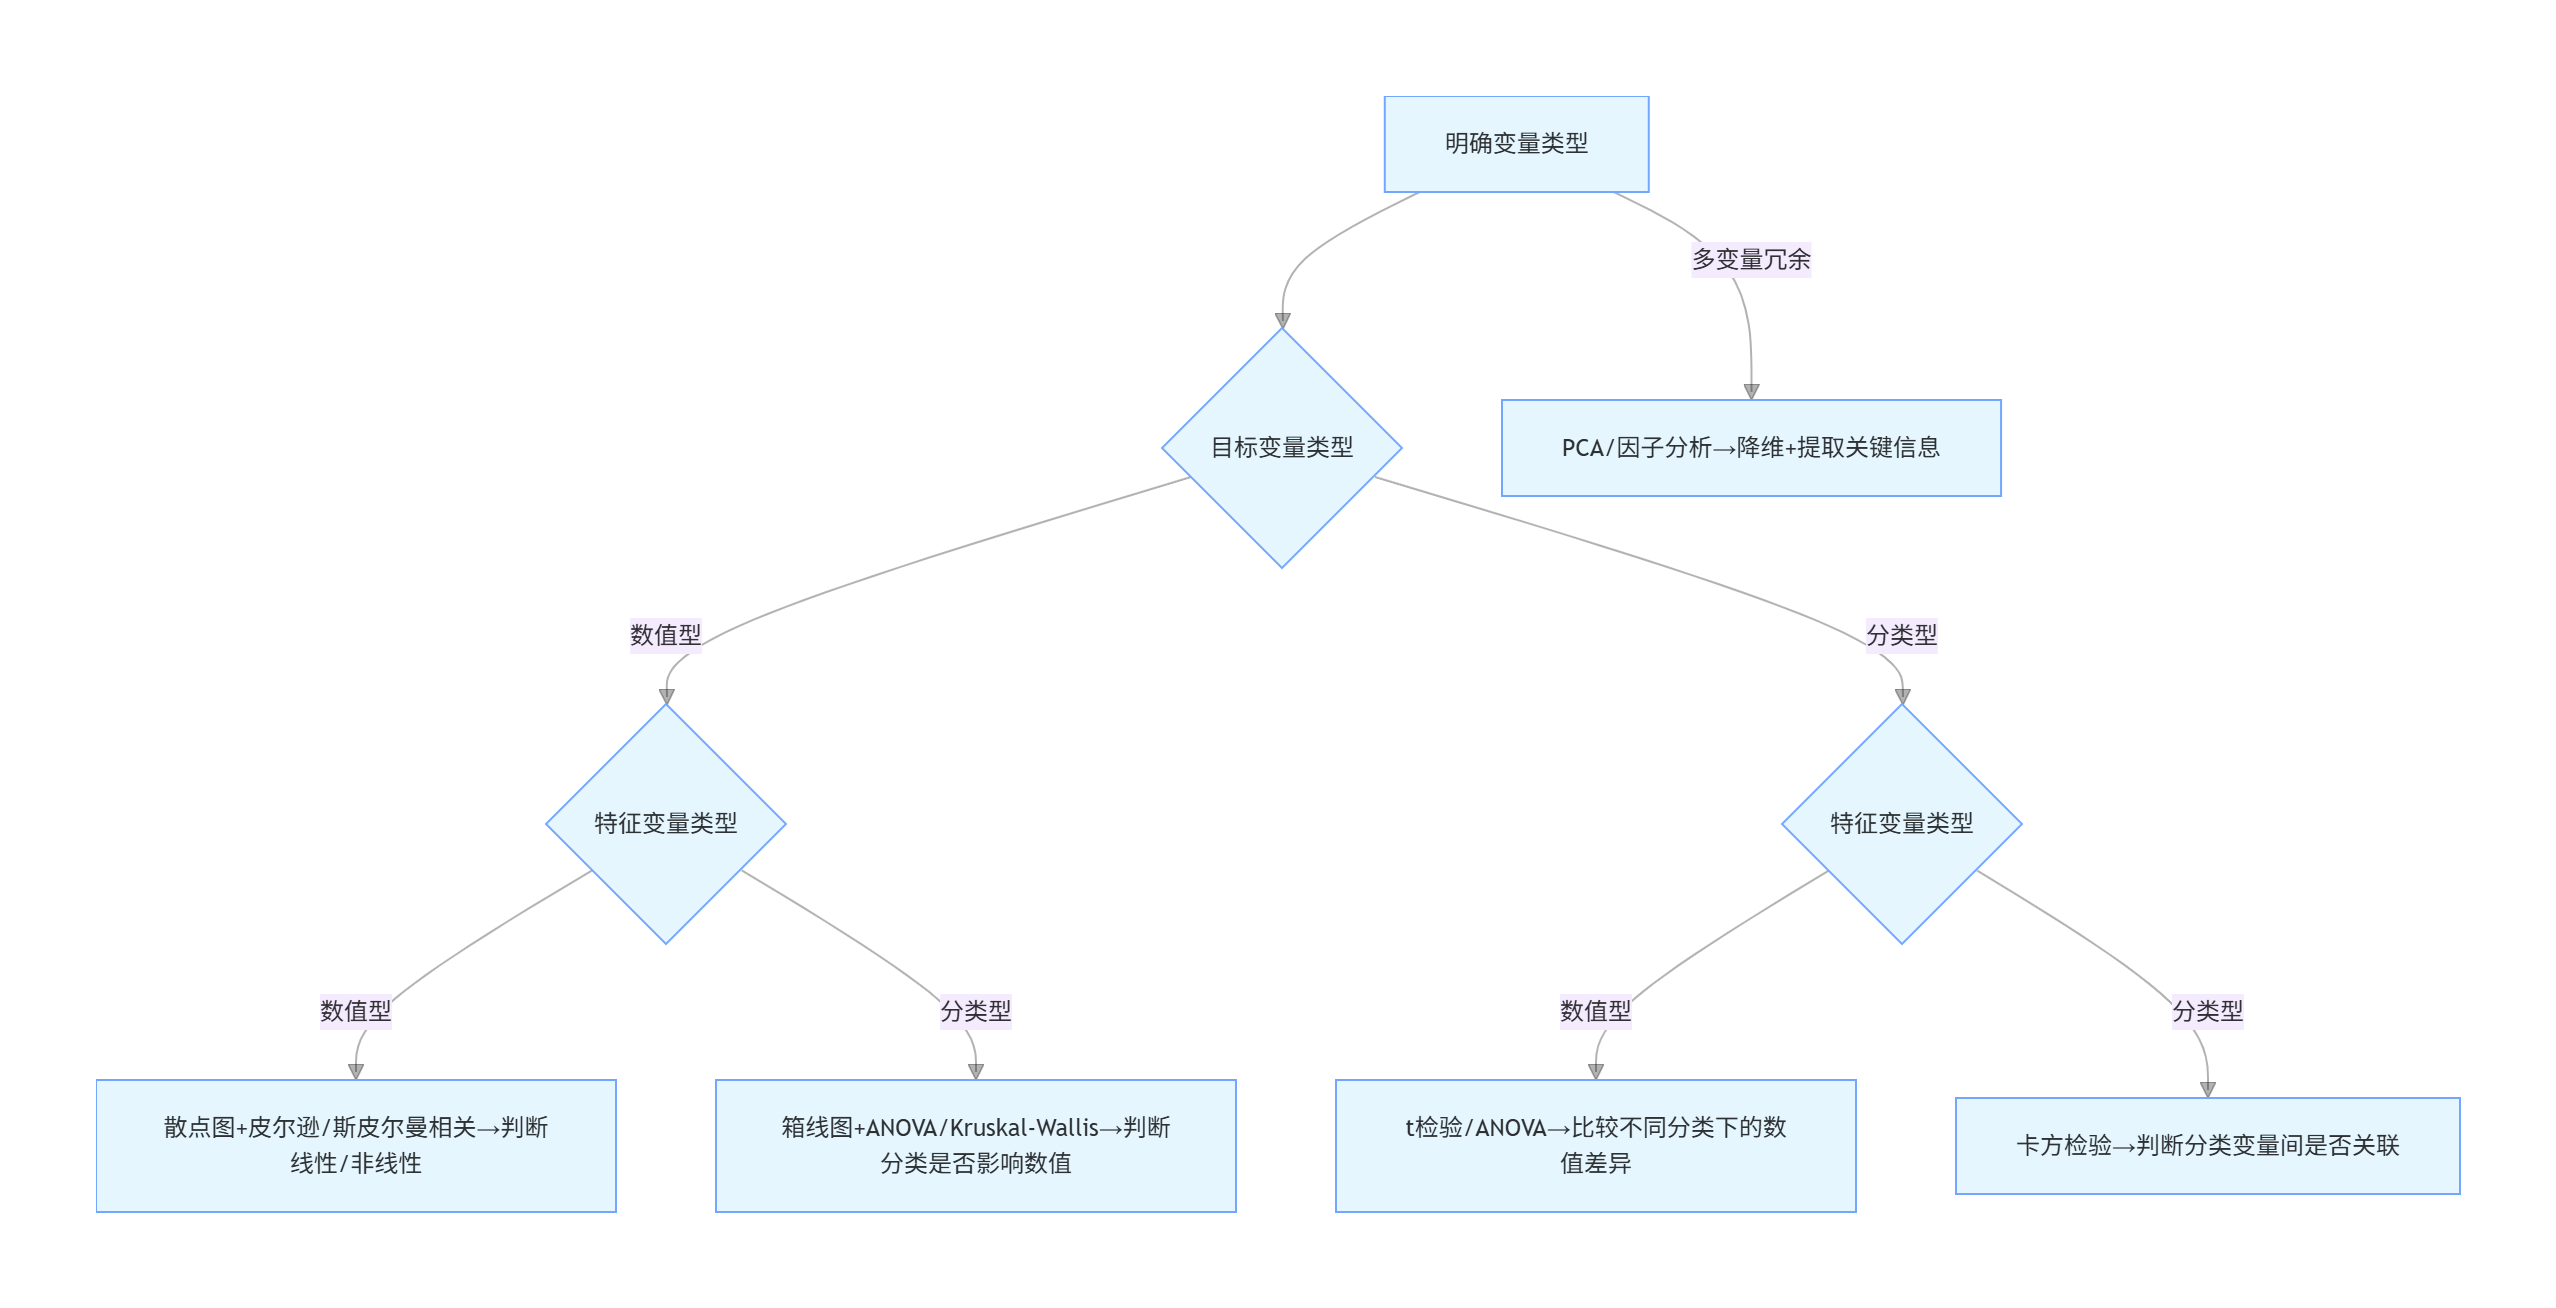 明确变量类型
多变量冗余
目标变量类型
PCA/因子分析→降维+提取关键信息
数值型
分类型
特征变量类型
特征变量类型
数值型
分类型
数值型
分类型
散点图+皮尔逊/斯皮尔曼相关→判断
线性/非线性
箱线图+ANOVA/Kruskal-Wallis→判断
分类是否影响数值
t检验/ANOVA→比较不同分类下的数
值差异
卡方检验→判断分类变量间是否关联